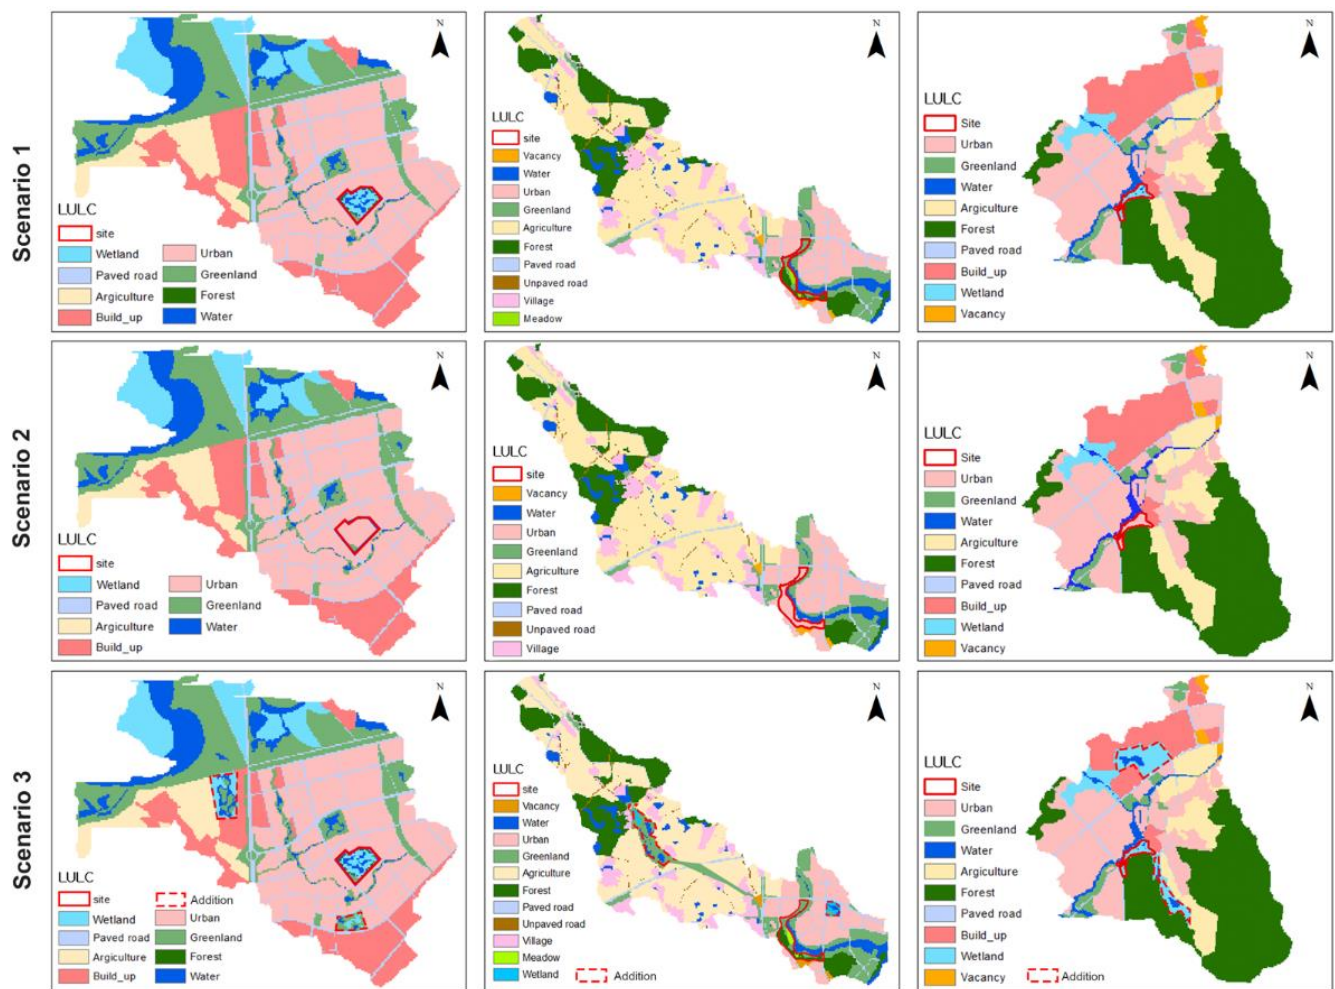 Scenario 1
N
LULC
site
Wetland
Urban
Paved road
Greenland
Argiculture
Forest
Build_up
Water
N
LULC
site
Vacancy
Water
Urban
Greenland
Agriculture
Forest
Paved road
Unpaved road
Village
Meadow
N
LULC
Site
Urban
Greenland
Water
Argiculture
Forest
Paved road
Build_up
Wetland
Vacancy
Scenario 2
N
LULC
site
Wetland
Urban
Paved road
Greenland
Argiculture
Water
Build_up
N
LULC
site
Vacancy
Water
Urban
Greenland
Agriculture
Forest
Paved road
Unpaved road
Village
N
LULC
Site
Urban
Greenland
Water
Argiculture
Forest
Paved road
Build_up
Wetland
Vacancy
Scenario 3
N
LULC
site
Addition
Wetland
Urban
Paved road
Greenland
Argiculture
Forest
Build_up
Water
N
LULC
site
Vacancy
Water
Urban
Greenland
Agriculture
Forest
Paved road
Unpaved road
Village
Meadow
Wetland
Addition
N
LULC
Site
Urban
Greenland
Water
Argiculture
Forest
Paved road
Build_up
Wetland
Vacancy
Addition